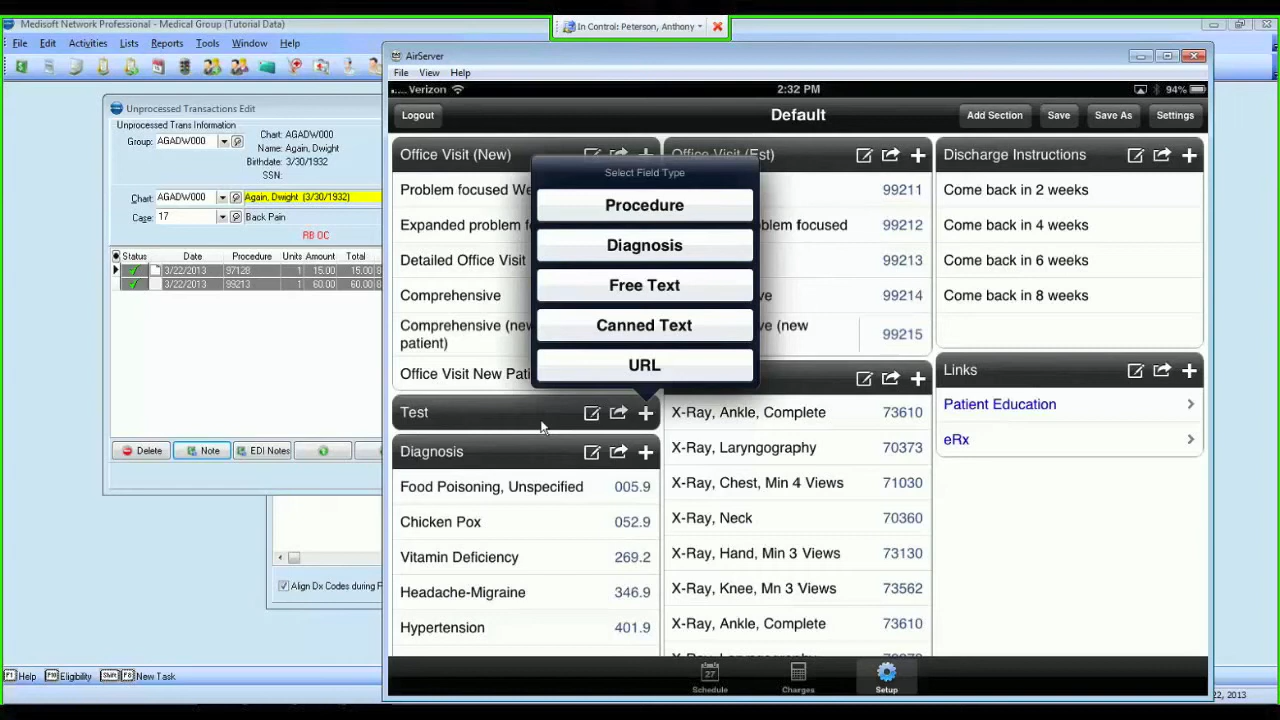 Medisoft Network Professional - Medical Group (Tutorial Data)
In Control: Peterson, Anthony
File Edit Activities Lists Reports Tools Window Help
AirServer
File View Help
Unprocessed Transactions Edit
Unprocessed Trans Information
Group: AGADW000
Chart: AGADW000
Name: Again, Dwight
Birthdate: 3/30/1932
SSN:
Chart: AGADW000 Again, Dwight (3/30/1932)
Case: 17 Back Pain
RB OC
Status Date Procedure Units Amount Total
3/22/2013 97128 1 15.00 15.00
3/22/2013 99213 1 60.00 60.00
Delete Note EDI Notes
Align Dx Codes during
Help Eligibility New Task
Verizon 2:32 PM 94%
Logout Default Add Section Save Save As Settings
Office Visit (New)
Problem focused We
Expanded problem f
Detailed Office Visit
Comprehensive
Comprehensive (new
patient)
Office Visit New Pati
Test
Diagnosis
Food Poisoning, Unspecified 005.9
Chicken Pox 052.9
Vitamin Deficiency 269.2
Headache-Migraine 346.9
Hypertension 401.9
Select Field Type
Procedure
Diagnosis
Free Text
Canned Text
URL
Office Visit (Est)
99211
focused 99212
99213
99214
(new 99215
X-Ray, Ankle, Complete 73610
X-Ray, Laryngography 70373
X-Ray, Chest, Min 4 Views 71030
X-Ray, Neck 70360
X-Ray, Hand, Min 3 Views 73130
X-Ray, Knee, Mn 3 Views 73562
X-Ray, Ankle, Complete 73610
Discharge Instructions
Come back in 2 weeks
Come back in 4 weeks
Come back in 6 weeks
Come back in 8 weeks
Links
Patient Education
eRx
27
Schedule Charges Setup
22, 2013